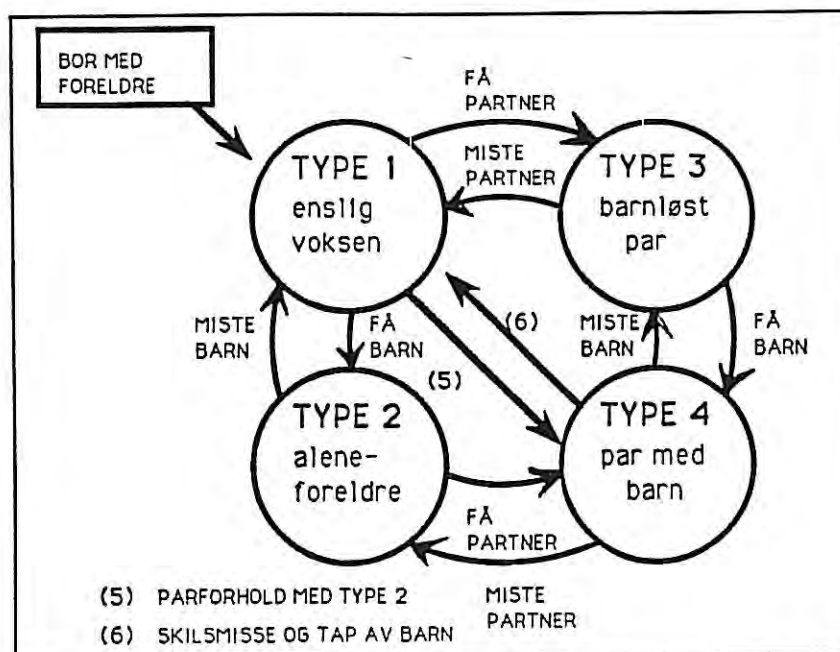 BOR MED
FORELDRE
FÅ
PARTNER
TYPE 1
enslig
voksen
MISTE
PARTNER
TYPE 3
barnløst
par
MISTE
BARN
FÅ
BARN
(5)
(6)
MISTE
BARN
FÅ
BARN
TYPE 2
alene-
foreldre
TYPE 4
par med
barn
FÅ
PARTNER
MISTE
PARTNER
(5) PARFORHOLD MED TYPE 2
(6) SKILSMISSE OG TAP AV BARN